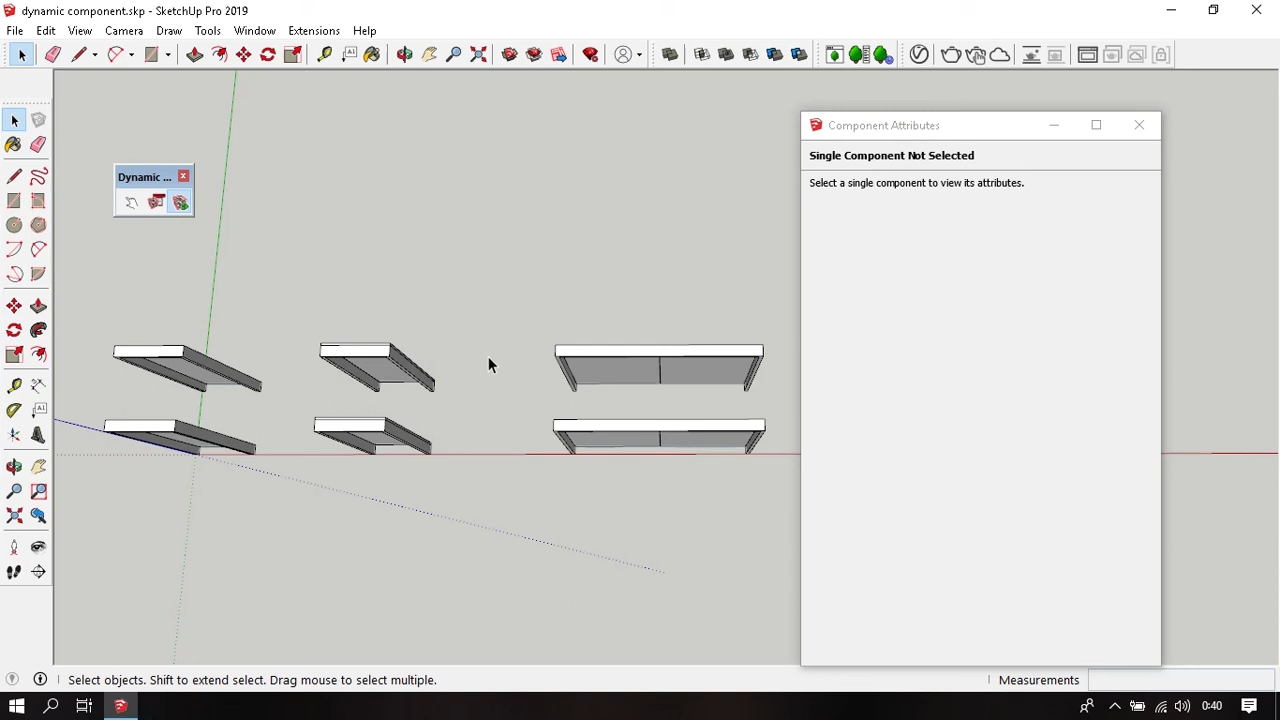 dynamic component.skp - SketchUp Pro 2019
File Edit View Camera Draw Tools Window Extensions Help
Component Attributes
Single Component Not Selected
Dynamic ...
Select a single component to view its attributes.
Select objects. Shift to extend select. Drag mouse to select multiple.
Measurements
0:40